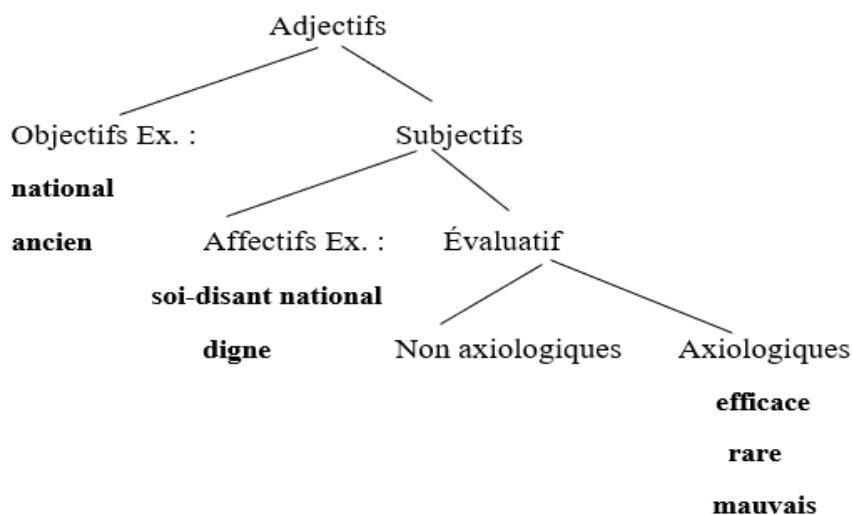 Adjectifs
Objectifs Ex. :
Subjectifs
national
ancien
Affectifs Ex. :
Évaluatif
soi-disant national
digne
Non axiologiques
Axiologiques
efficace
rare
mauvais